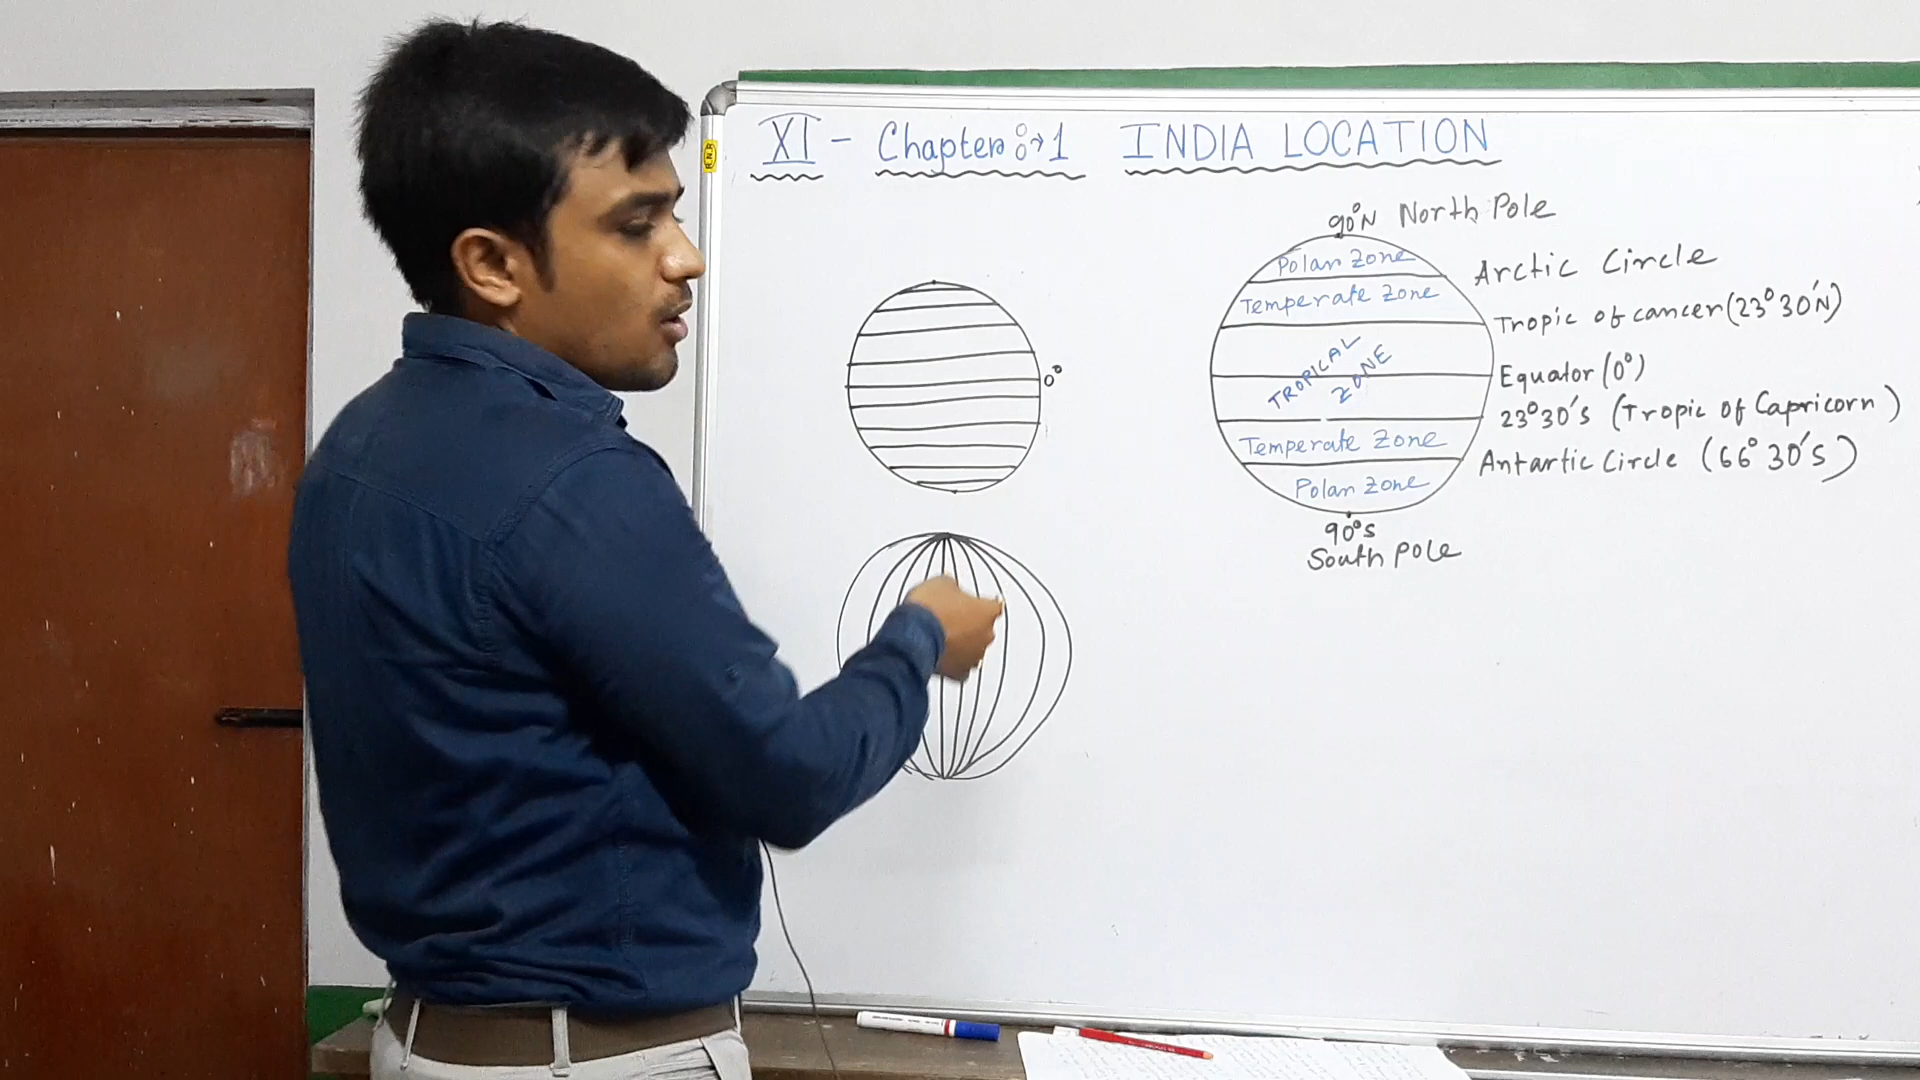 XI - Chapter :→ 1 INDIA LOCATION
90°N North Pole
Polar Zone
Arctic Circle
Temperate Zone
Tropic of cancer (23°30'N)
TROPICAL
ZONE
0°
Equator (0°)
23°30's (Tropic of Capricorn)
Temperate Zone
Antartic Circle (66°30's)
Polar Zone
90°s
South Pole
R.N.R